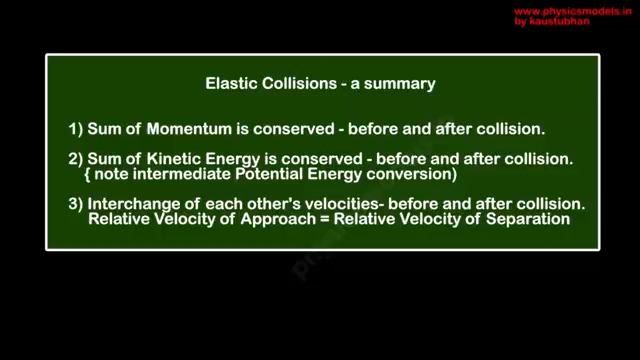 www.physicsmodels.in
by kaustubhan
Elastic Collisions - a summary
1) Sum of Momentum is conserved - before and after collision.
2) Sum of Kinetic Energy is conserved - before and after collision.
{ note intermediate Potential Energy conversion)
3) Interchange of each other's velocities- before and after collision.
Relative Velocity of Approach = Relative Velocity of Separation